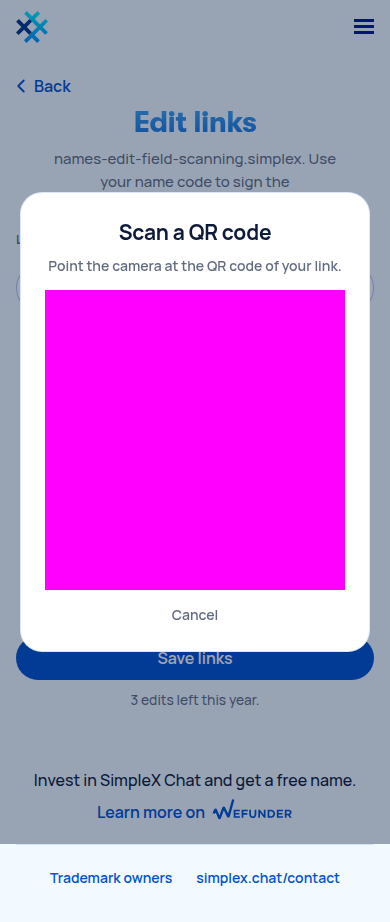 Back
Edit links
names-edit-field-scanning.simplex. Use
your name code to sign the
Scan a QR code
Point the camera at the QR code of your link.
Cancel
Save links
3 edits left this year.
Invest in SimpleX Chat and get a free name.
Learn more on WEFUNDER
Trademark owners simplex.chat/contact